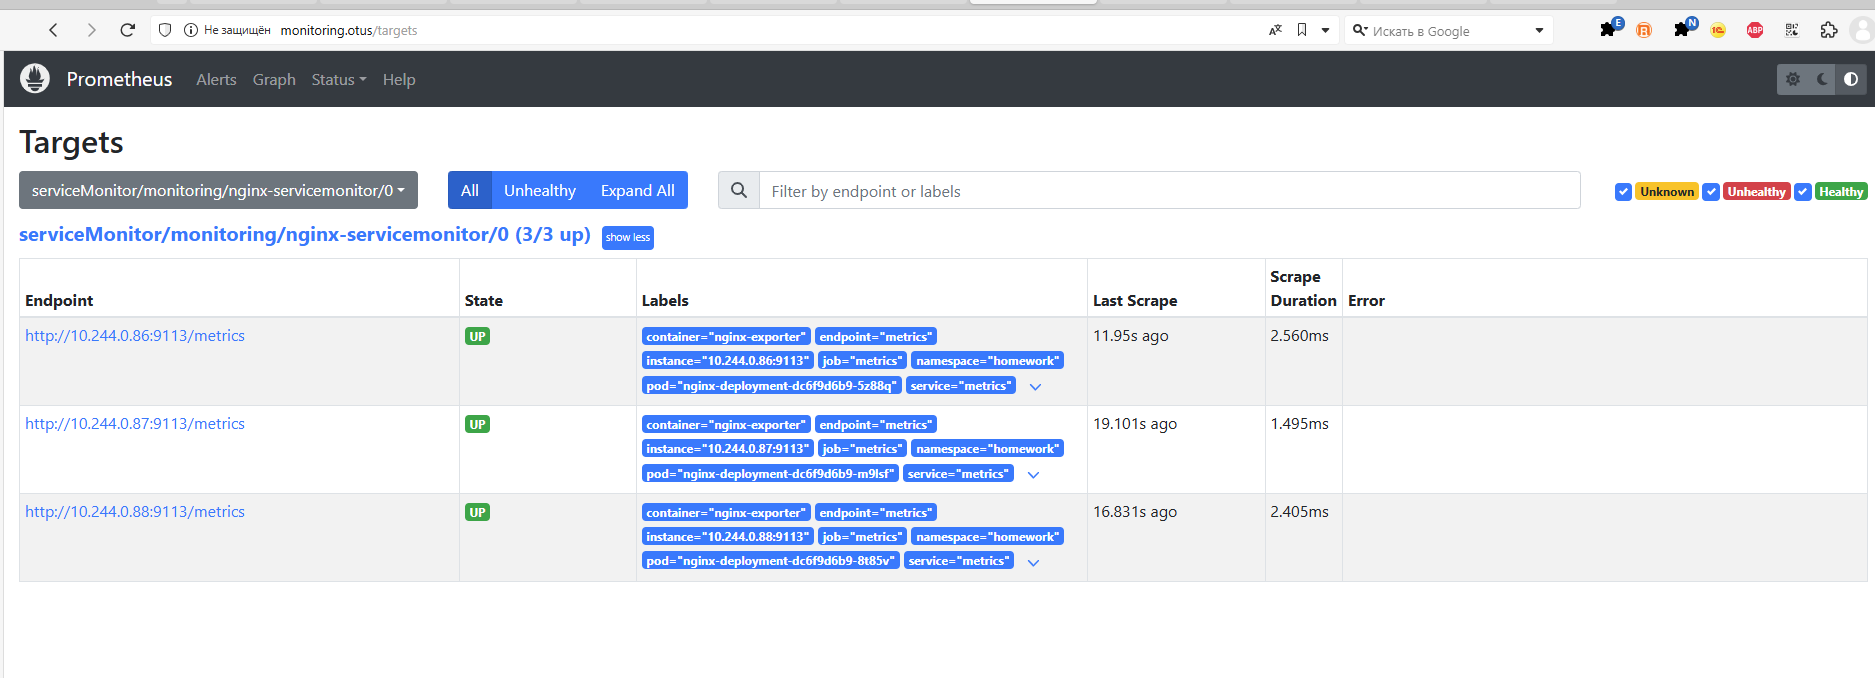 Не защищён monitoring.otus/targets Искать в Google E N 1С ABP
Prometheus Alerts Graph Status Help
Targets
serviceMonitor/monitoring/nginx-servicemonitor/0 All Unhealthy Expand All Filter by endpoint or labels Unknown Unhealthy Healthy
serviceMonitor/monitoring/nginx-servicemonitor/0 (3/3 up) show less
Endpoint State Labels Last Scrape Scrape Duration Error
http://10.244.0.86:9113/metrics UP container="nginx-exporter" endpoint="metrics" 11.95s ago 2.560ms
instance="10.244.0.86:9113" job="metrics" namespace="homework"
pod="nginx-deployment-dc6f9d6b9-5z88q" service="metrics"
http://10.244.0.87:9113/metrics UP container="nginx-exporter" endpoint="metrics" 19.101s ago 1.495ms
instance="10.244.0.87:9113" job="metrics" namespace="homework"
pod="nginx-deployment-dc6f9d6b9-m9lsf" service="metrics"
http://10.244.0.88:9113/metrics UP container="nginx-exporter" endpoint="metrics" 16.831s ago 2.405ms
instance="10.244.0.88:9113" job="metrics" namespace="homework"
pod="nginx-deployment-dc6f9d6b9-8t85v" service="metrics"